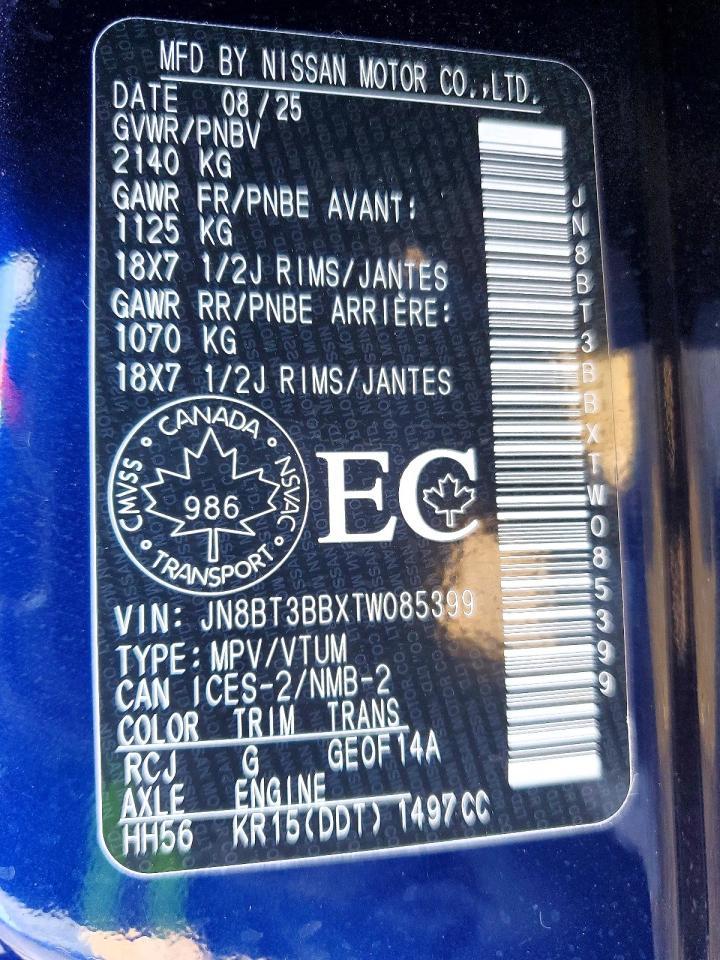 MFD BY NISSAN MOTOR CO.,LTD.
DATE 08/25
GVWR/PNBV
2140 KG
GAWR FR/PNBE AVANT:
1125 KG
18X7 1/2J RIMS/JANTES
GAWR RR/PNBE ARRIÈRE:
1070 KG
18X7 1/2J RIMS/JANTES
CANADA
CMVSS
NSVAC
986
TRANSPORT
EC
VIN: JN8BT3BBXTW085399
TYPE: MPV/VTUM
CAN ICES-2/NMB-2
COLOR TRIM TRANS
RCJ G GEOF14A
AXLE ENGINE
HH56 KR15(DDT) 1497CC
JN8BT3BBXTW085399